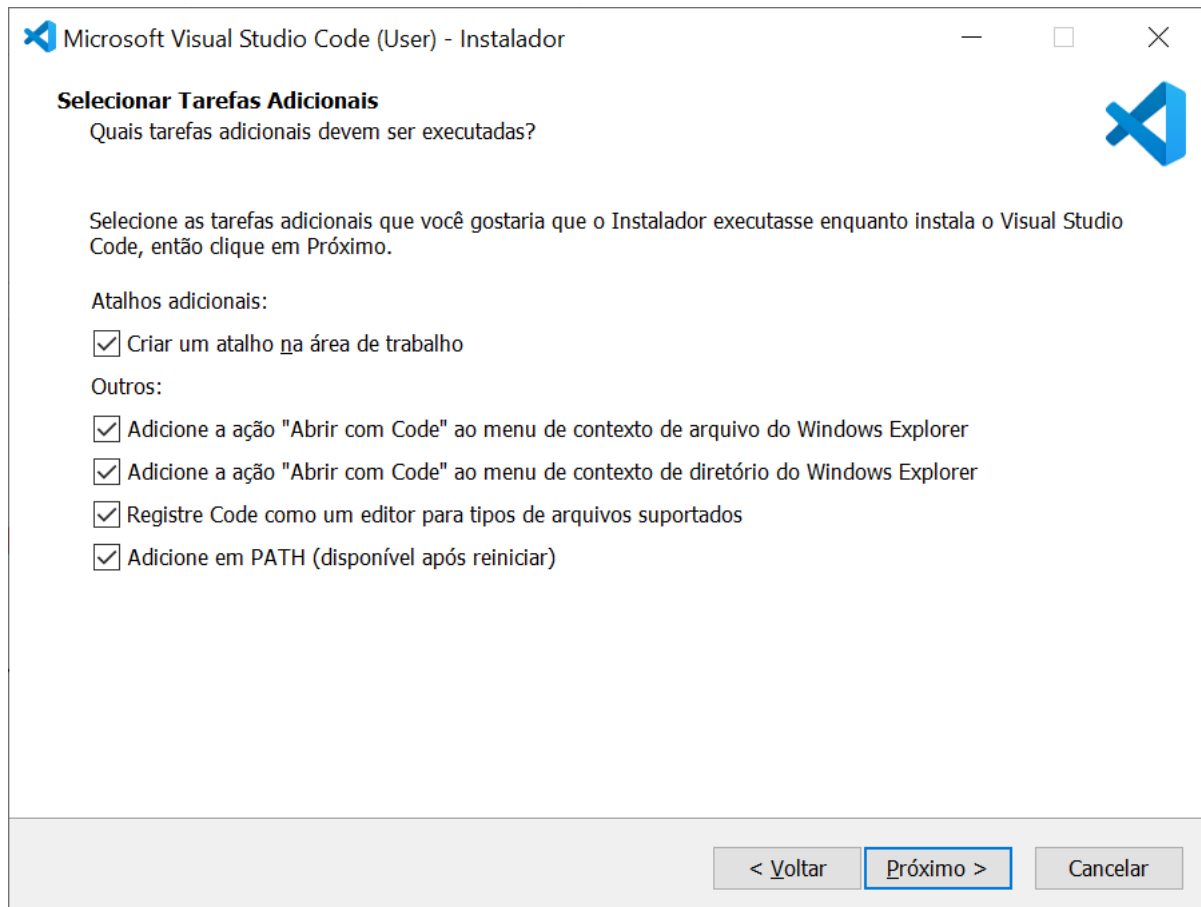 Microsoft Visual Studio Code (User) - Instalador
Selecionar Tarefas Adicionais
Quais tarefas adicionais devem ser executadas?
Selecione as tarefas adicionais que você gostaria que o Instalador executasse enquanto instala o Visual Studio
Code, então clique em Próximo.
Atalhos adicionais:
Criar um atalho na área de trabalho
Outros:
Adicione a ação "Abrir com Code" ao menu de contexto de arquivo do Windows Explorer
Adicione a ação "Abrir com Code" ao menu de contexto de diretório do Windows Explorer
Registre Code como um editor para tipos de arquivos suportados
Adicione em PATH (disponível após reiniciar)
< Voltar Próximo > Cancelar